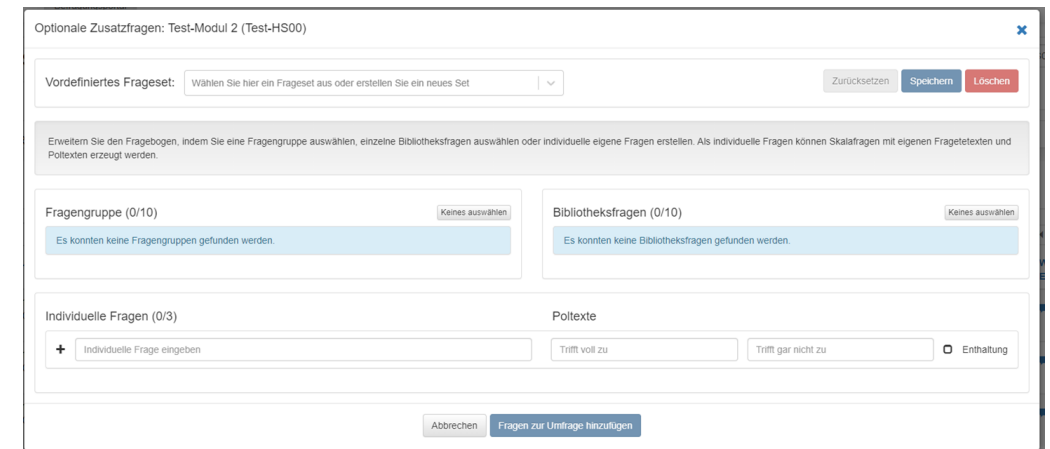 Optionale Zusatzfragen: Test-Modul 2 (Test-HS00)
Vordefiniertes Frageset: Wählen Sie hier ein Frageset aus oder erstellen Sie ein neues Set Zurücksetzen Speichern Löschen
Erweitern Sie den Fragebogen, indem Sie eine Fragengruppe auswählen, einzelne Bibliotheksfragen auswählen oder individuelle eigene Fragen erstellen. Als individuelle Fragen können Skalafragen mit eigenen Fragetetexten und
Poltexten erzeugt werden.
Fragengruppe (0/10) Keines auswählen
Es konnten keine Fragengruppen gefunden werden.
Bibliotheksfragen (0/10) Keines auswählen
Es konnten keine Bibliotheksfragen gefunden werden.
Individuelle Fragen (0/3) Poltexte
Individuelle Frage eingeben Trifft voll zu Trifft gar nicht zu Enthaltung
Abbrechen Fragen zur Umfrage hinzufügen